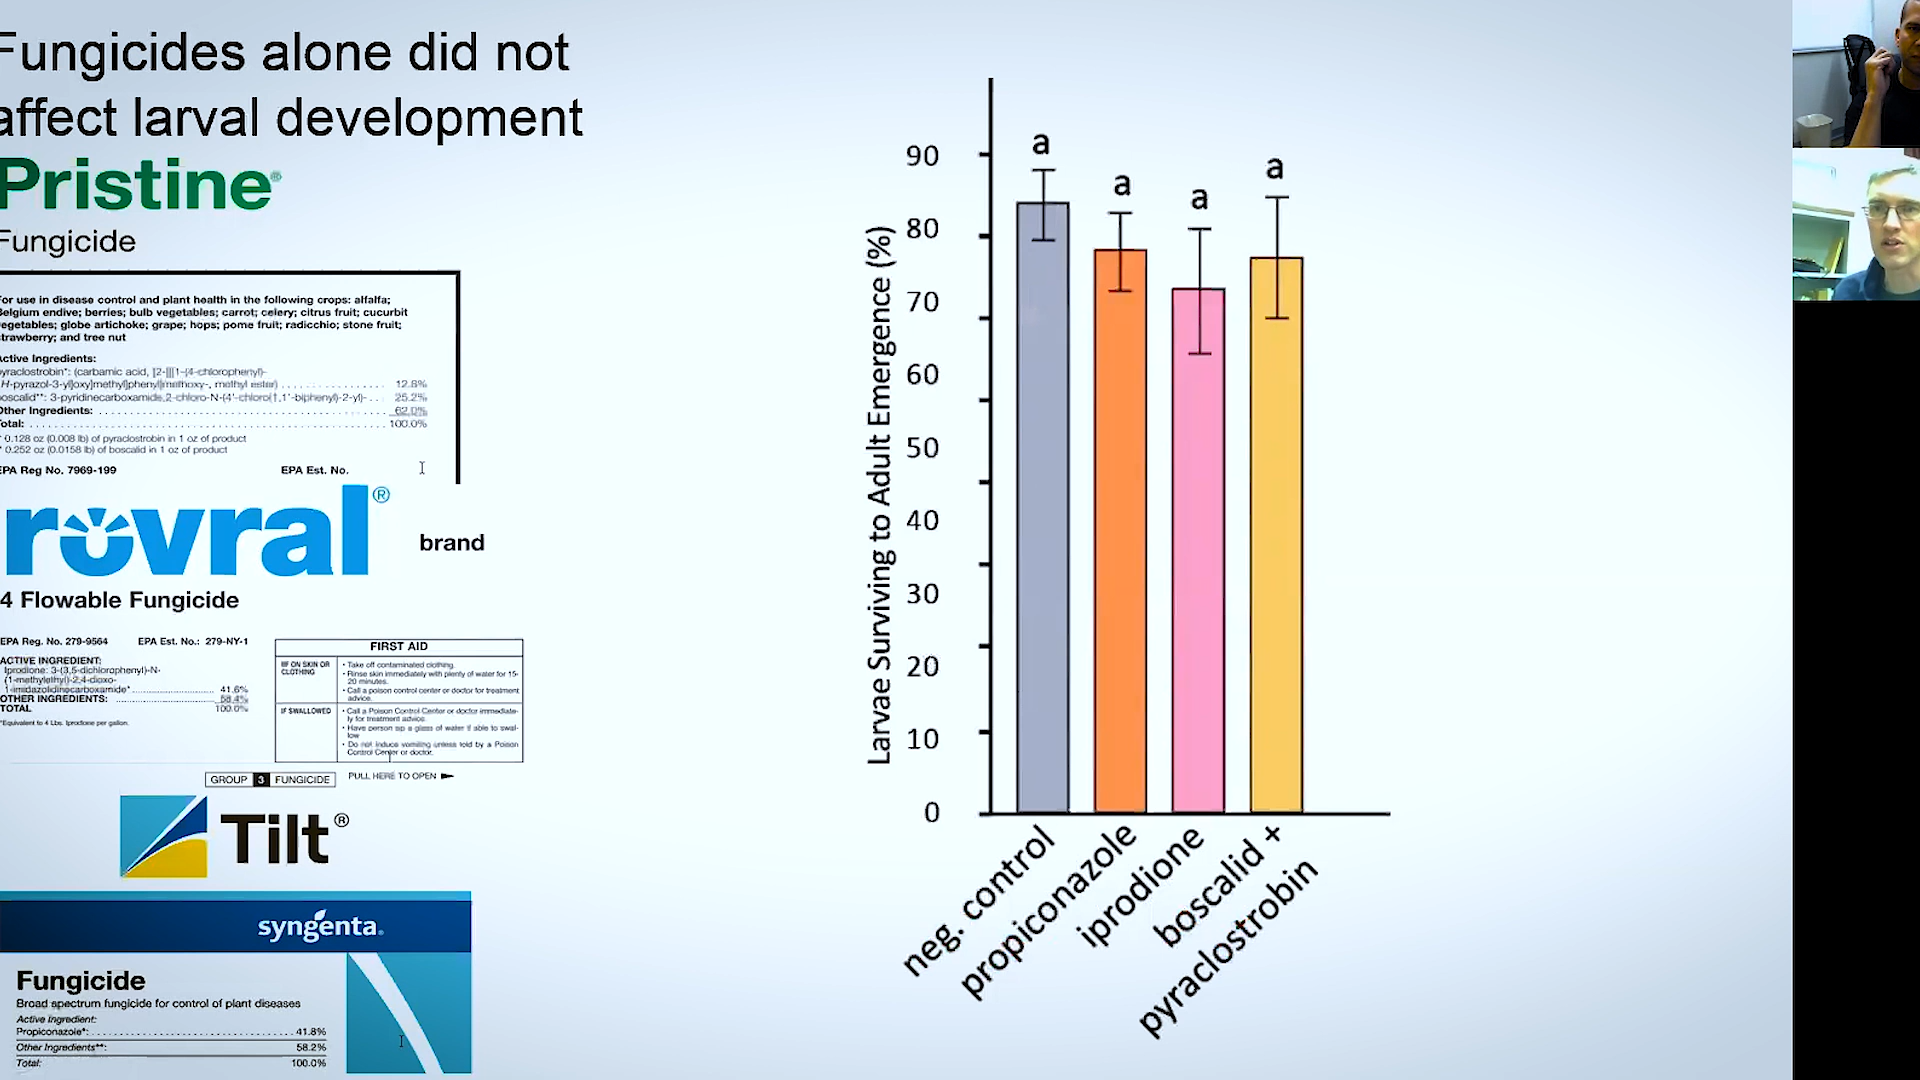 Fungicides alone did not
affect larval development
Pristine®
Fungicide
For use in disease control and plant health in the following crops: alfalfa;
Belgium endive; berries; bulb vegetables; carrot; celery; citrus fruit; cucurbit
vegetables; globe artichoke; grape; hops; pome fruit; radicchio; stone fruit;
strawberry; and tree nut
Active Ingredients:
pyraclostrobin*: (carbamic acid, [2-[[[1-(4-chlorophenyl)-
H-pyrazol-3-yl]oxy]methyl]phenyl]methoxy-, methyl ester) 12.8%
boscalid**: 3-pyridinecarboxamide,2-chloro-N-(4'-chloro(1,1'-biphenyl)-2-yl)- 25.2%
Other Ingredients: 62.0%
Total: 100.0%
* 0.128 oz (0.008 lb) of pyraclostrobin in 1 oz of product
* 0.252 oz (0.0158 lb) of boscalid in 1 oz of product
EPA Reg No. 7969-199 EPA Est. No.
rovral® brand
4 Flowable Fungicide
EPA Reg. No. 279-9564 EPA Est. No.: 279-NY-1
ACTIVE INGREDIENT:
Iprodione: 3-(3,5-dichlorophenyl)-N-
(1-methylethyl)-2,4-dioxo-
1-imidazolidinecarboxamide* 41.6%
OTHER INGREDIENTS: 58.4%
TOTAL 100.0%
*Equivalent to 4 Lbs. Iprodione per gallon.
FIRST AID
IF ON SKIN OR
CLOTHING
• Take off contaminated clothing.
• Rinse skin immediately with plenty of water for 15-
20 minutes.
• Call a poison control center or doctor for treatment
advice.
IF SWALLOWED
• Call a Poison Control Center or doctor immediate-
ly for treatment advice.
• Have person sip a glass of water if able to swal-
low
• Do not induce vomiting unless told by a Poison
Control Center or doctor.
GROUP 3 FUNGICIDE
PULL HERE TO OPEN
Tilt®
syngenta.
Fungicide
Broad spectrum fungicide for control of plant diseases
Active Ingredient:
Propiconazole*: 41.8%
Other Ingredients**: 58.2%
Total: 100.0%
Larvae Surviving to Adult Emergence (%)
90
80
70
60
50
40
30
20
10
0
a
a
a
a
neg. control
propiconazole
iprodione
boscalid +
pyraclostrobin